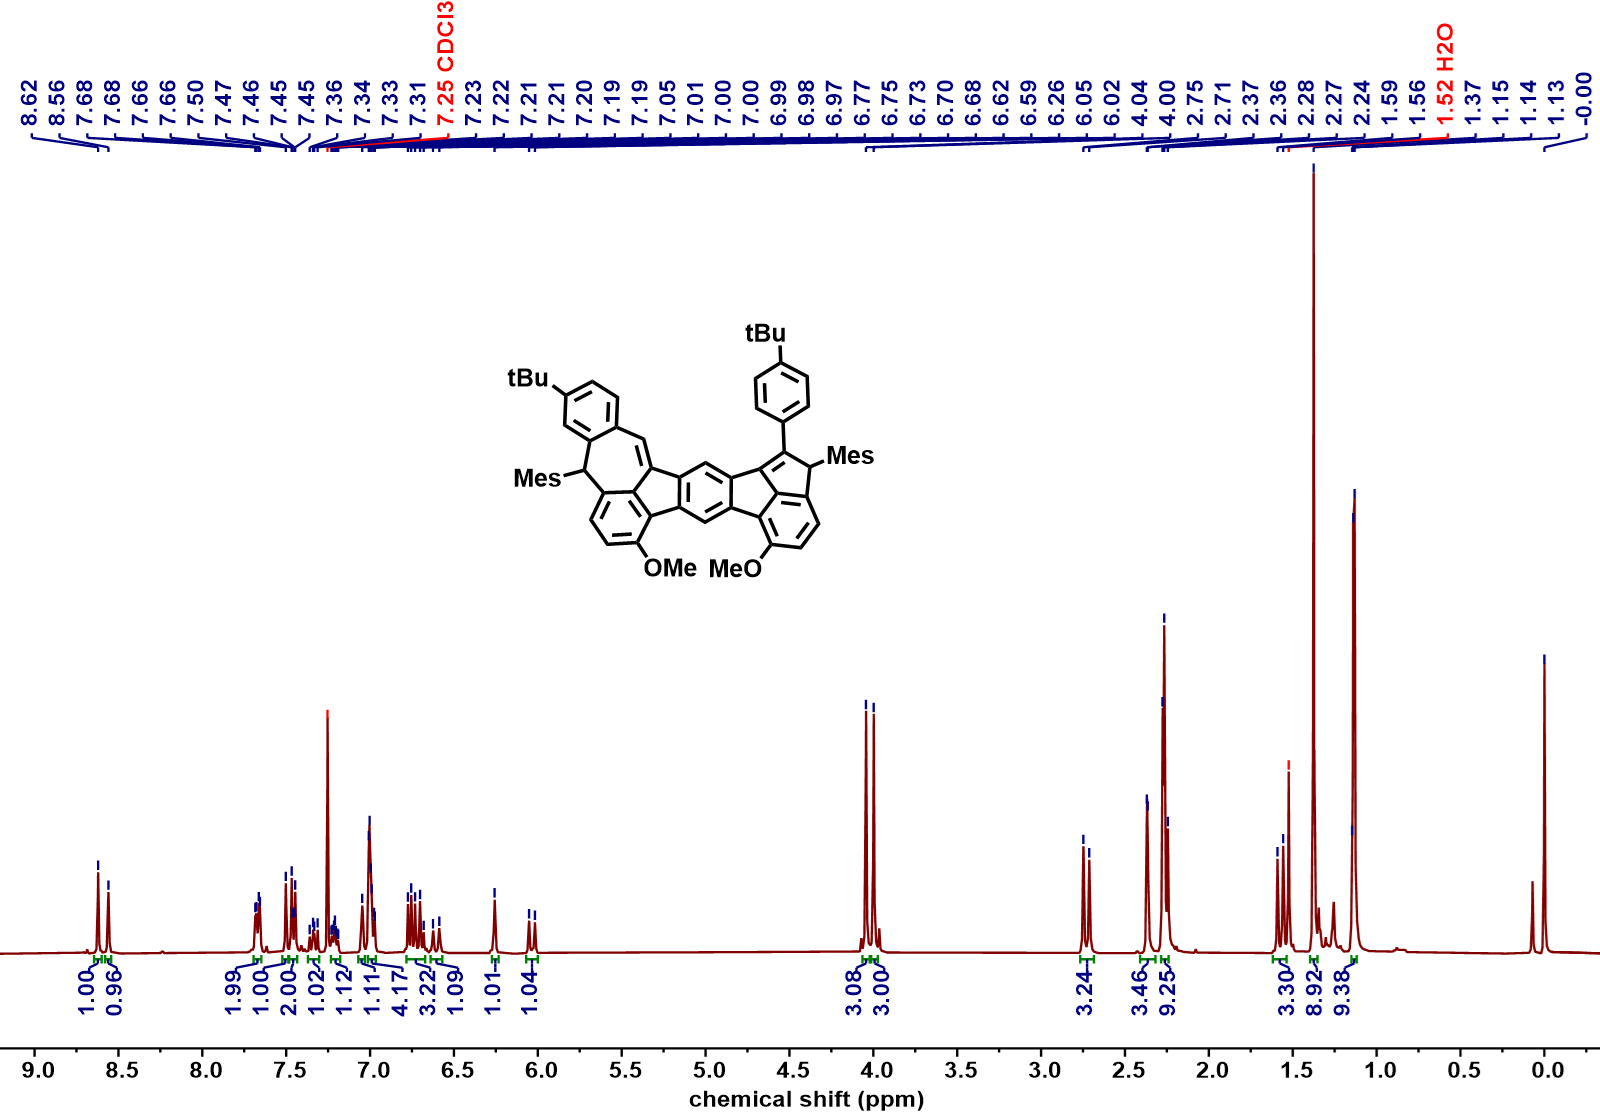 8.62 8.56 7.68 7.68 7.66 7.66 7.50 7.47 7.46 7.45 7.45 7.36 7.34 7.33 7.31 7.25 CDCl3 7.23 7.22 7.21 7.21 7.20 7.19 7.19 7.05 7.01 7.00 7.00 6.99 6.98 6.97 6.77 6.75 6.73 6.70 6.68 6.62 6.59 6.26 6.05 6.02 4.04 4.00 2.75 2.71 2.37 2.36 2.28 2.27 2.24 1.59 1.56 1.52 H2O 1.37 1.15 1.14 1.13 -0.00
tBu
tBu
Mes
Mes
OMe MeO
1.00 0.96 1.99 1.00 2.00 1.02 1.12 1.11 4.17 3.22 1.09 1.01 1.04 3.08 3.00 3.24 3.46 9.25 3.30 8.92 9.38
9.0 8.5 8.0 7.5 7.0 6.5 6.0 5.5 5.0 4.5 4.0 3.5 3.0 2.5 2.0 1.5 1.0 0.5 0.0
chemical shift (ppm)